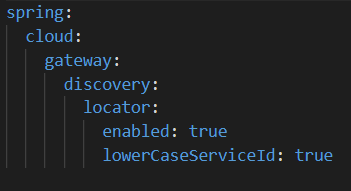 spring:
  cloud:
    gateway:
      discovery:
        locator:
          enabled: true
          lowerCaseServiceId: true